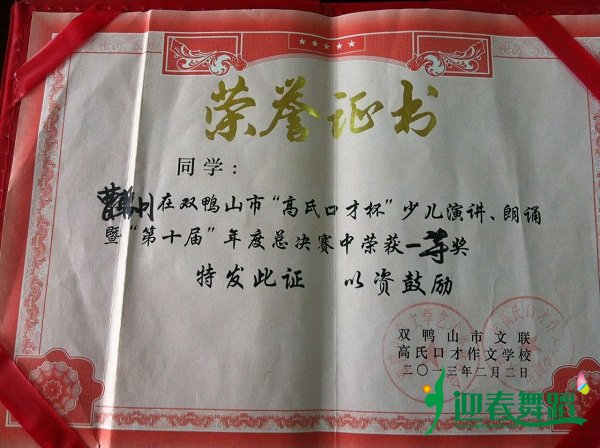 荣誉证书
同学：
曹 在双鸭山市“高氏口才杯”少儿演讲、朗诵
暨“第十届”年度总决赛中荣获一等奖
特发此证 以资鼓励
双鸭山市文联
高氏口才作文学校
二〇一三年二月二日
迎春舞蹈